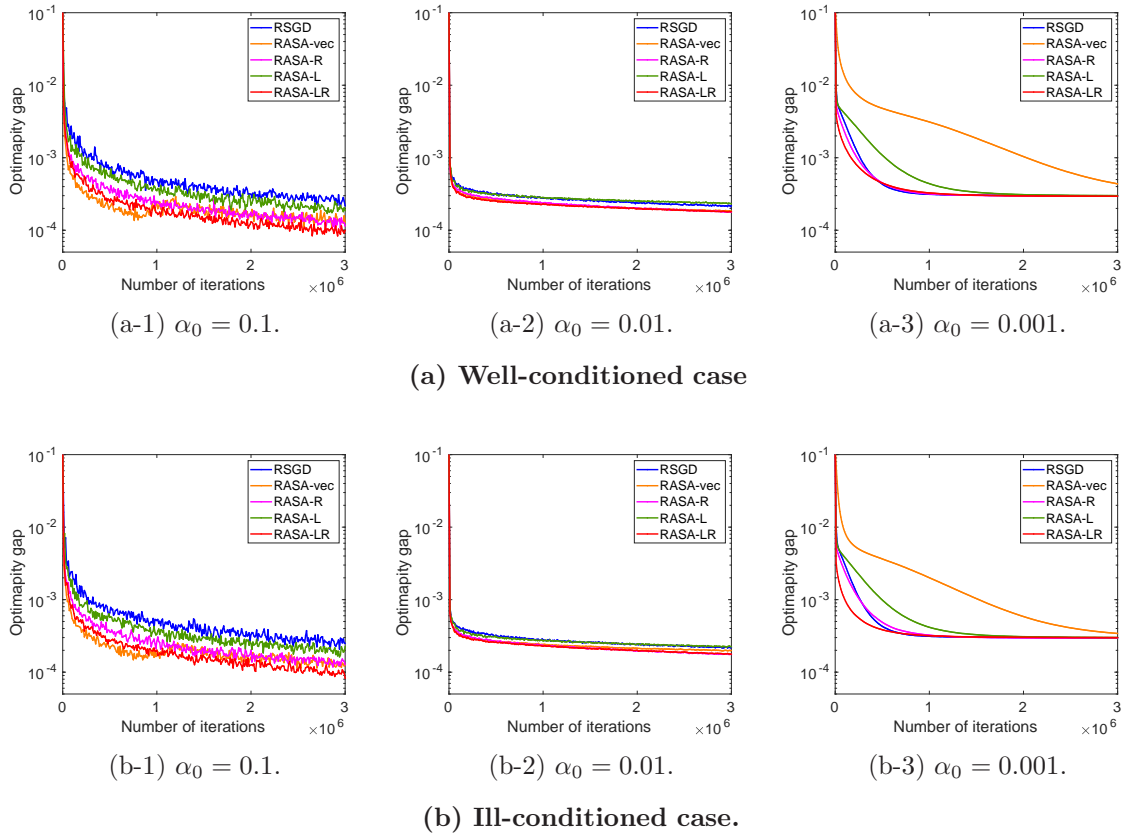 10^-1
10^-2
10^-3
10^-4
Optimapity gap
RSGD
RASA-vec
RASA-R
RASA-L
RASA-LR
0 1 2 3
Number of iterations
×10^6
(a-1) α₀ = 0.1.
10^-1
10^-2
10^-3
10^-4
Optimapity gap
RSGD
RASA-vec
RASA-R
RASA-L
RASA-LR
0 1 2 3
Number of iterations
×10^6
(a-2) α₀ = 0.01.
10^-1
10^-2
10^-3
10^-4
Optimapity gap
RSGD
RASA-vec
RASA-R
RASA-L
RASA-LR
0 1 2 3
Number of iterations
×10^6
(a-3) α₀ = 0.001.
(a) Well-conditioned case
10^-1
10^-2
10^-3
10^-4
Optimapity gap
RSGD
RASA-vec
RASA-R
RASA-L
RASA-LR
0 1 2 3
Number of iterations
×10^6
(b-1) α₀ = 0.1.
10^-1
10^-2
10^-3
10^-4
Optimapity gap
RSGD
RASA-vec
RASA-R
RASA-L
RASA-LR
0 1 2 3
Number of iterations
×10^6
(b-2) α₀ = 0.01.
10^-1
10^-2
10^-3
10^-4
Optimapity gap
RSGD
RASA-vec
RASA-R
RASA-L
RASA-LR
0 1 2 3
Number of iterations
×10^6
(b-3) α₀ = 0.001.
(b) Ill-conditioned case.